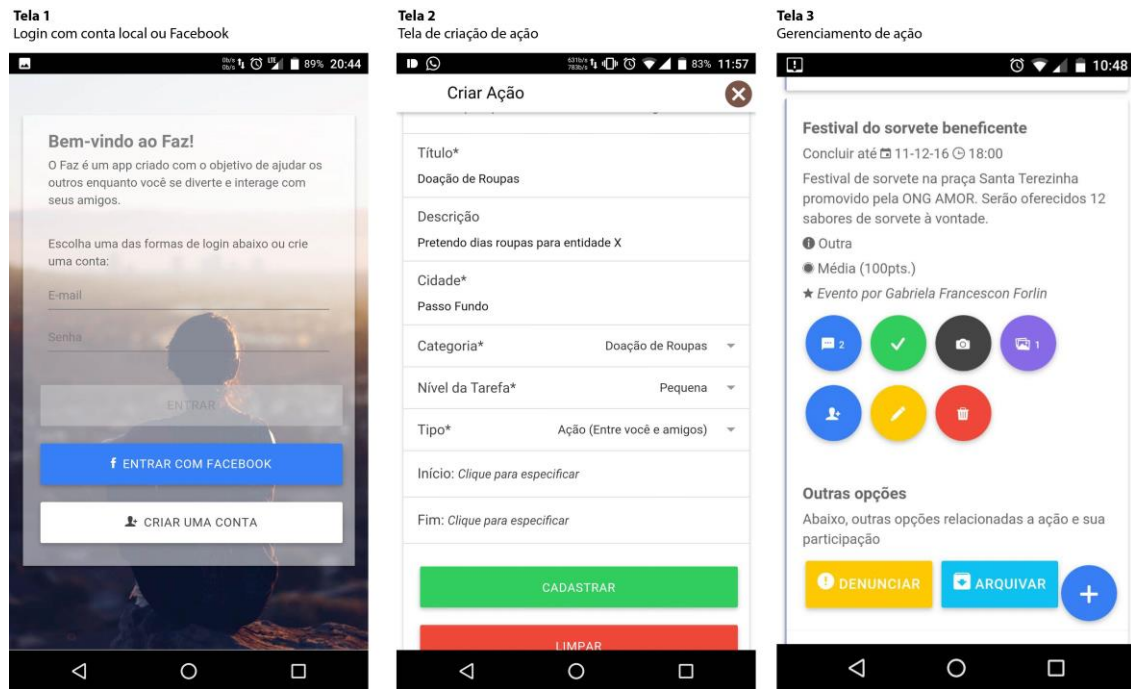 Tela 1
Login com conta local ou Facebook
0b/s
0b/s
LTE
89% 20:44
Bem-vindo ao Faz!
O Faz é um app criado com o objetivo de ajudar os
outros enquanto você se diverte e interage com
seus amigos.
Escolha uma das formas de login abaixo ou crie
uma conta:
E-mail
Senha
ENTRAR
f ENTRAR COM FACEBOOK
CRIAR UMA CONTA
Tela 2
Tela de criação de ação
631b/s
783b/s
83% 11:57
Criar Ação
Título*
Doação de Roupas
Descrição
Pretendo dias roupas para entidade X
Cidade*
Passo Fundo
Categoria* Doação de Roupas
Nível da Tarefa* Pequena
Tipo* Ação (Entre você e amigos)
Início: Clique para especificar
Fim: Clique para especificar
CADASTRAR
LIMPAR
Tela 3
Gerenciamento de ação
10:48
Festival do sorvete beneficente
Concluir até 11-12-16 18:00
Festival de sorvete na praça Santa Terezinha
promovido pela ONG AMOR. Serão oferecidos 12
sabores de sorvete à vontade.
Outra
Média (100pts.)
Evento por Gabriela Francescon Forlin
2
1
Outras opções
Abaixo, outras opções relacionadas a ação e sua
participação
DENUNCIAR
ARQUIVAR